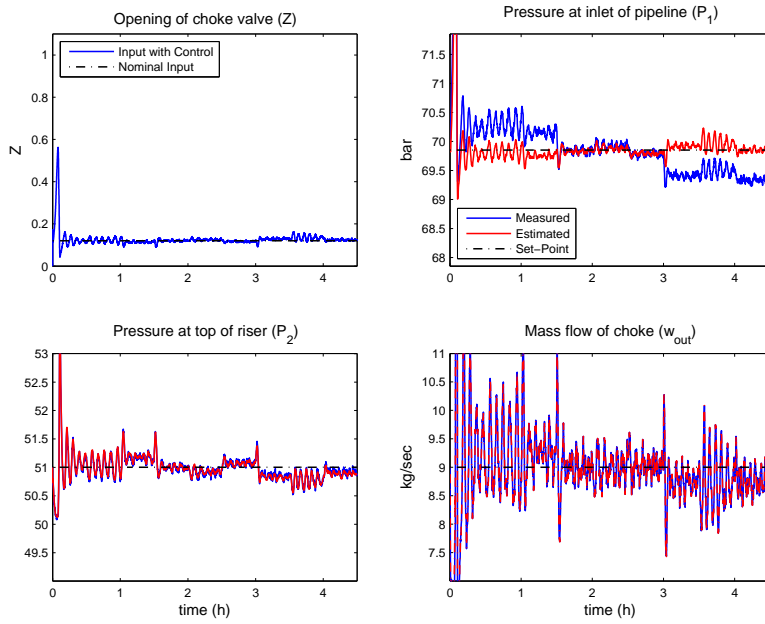 Opening of choke valve (Z)
1
0.8
0.6
0.4
0.2
0
Z
0 1 2 3 4
Input with Control
Nominal Input
Pressure at inlet of pipeline (P_1)
71.5
71
70.5
70
69.5
69
68.5
68
bar
0 1 2 3 4
Measured
Estimated
Set−Point
Pressure at top of riser (P_2)
53
52.5
52
51.5
51
50.5
50
49.5
0 1 2 3 4
time (h)
Mass flow of choke (w_out)
11
10.5
10
9.5
9
8.5
8
7.5
kg/sec
0 1 2 3 4
time (h)